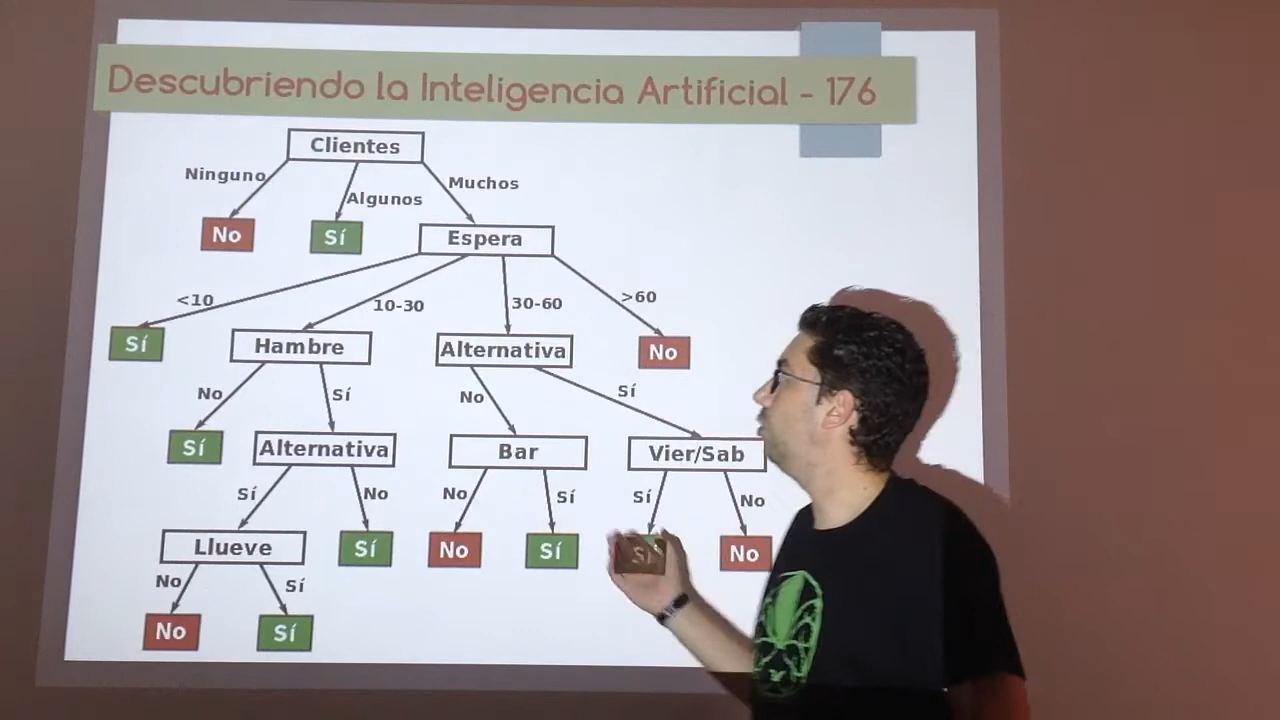 Descubriendo la Inteligencia Artificial - 176
Clientes
Ninguno
Algunos
Muchos
No
Sí
Espera
<10
10-30
30-60
>60
Sí
Hambre
Alternativa
No
No
Sí
No
Sí
Sí
Alternativa
Bar
Vier/Sab
Sí
No
No
Sí
Sí
No
Llueve
Sí
No
Sí
Sí
No
No
Sí
No
Sí